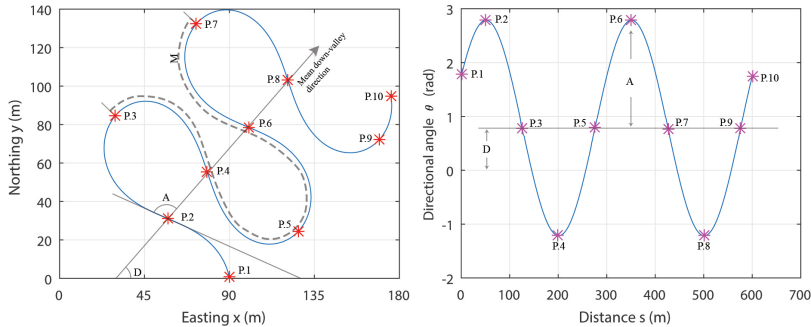 140
120
100
80
60
40
20
0
0 45 90 135 180
Northing y (m)
Easting x (m)
P.7
M
Mean down-valley
direction
P.8
P.10
P.3
P.6
P.9
P.4
A
P.2
P.5
P.1
D
3
2
1
0
-1
-2
0 100 200 300 400 500 600 700
Directional angle θ (rad)
Distance s (m)
P.2
P.6
P.1
A
P.10
P.3
P.5
P.7
P.9
D
P.4
P.8